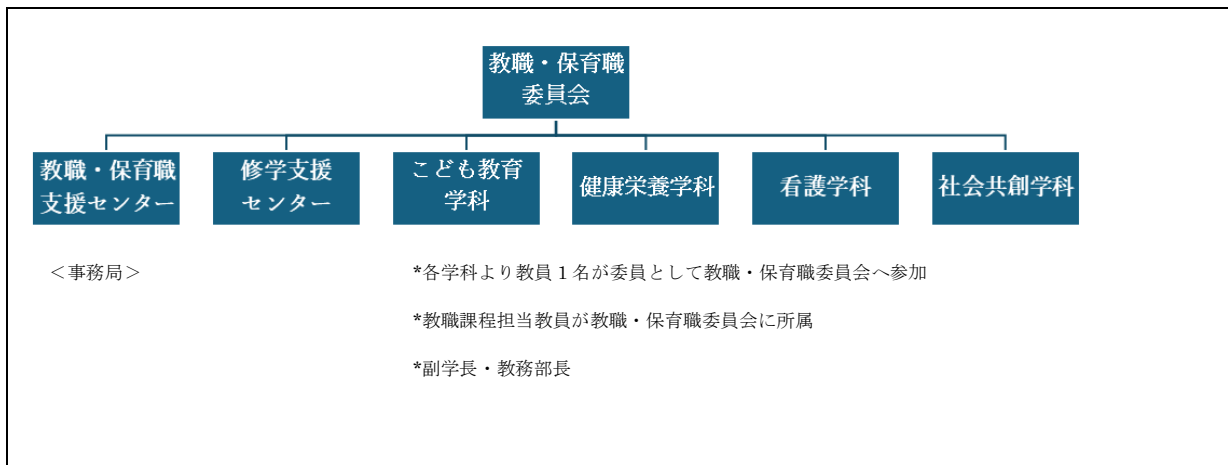 教職・保育職
委員会
教職・保育職
支援センター
修学支援
センター
こども教育
学科
健康栄養学科
看護学科
社会共創学科
＜事務局＞
*各学科より教員1名が委員として教職・保育職委員会へ参加
*教職課程担当教員が教職・保育職委員会に所属
*副学長・教務部長